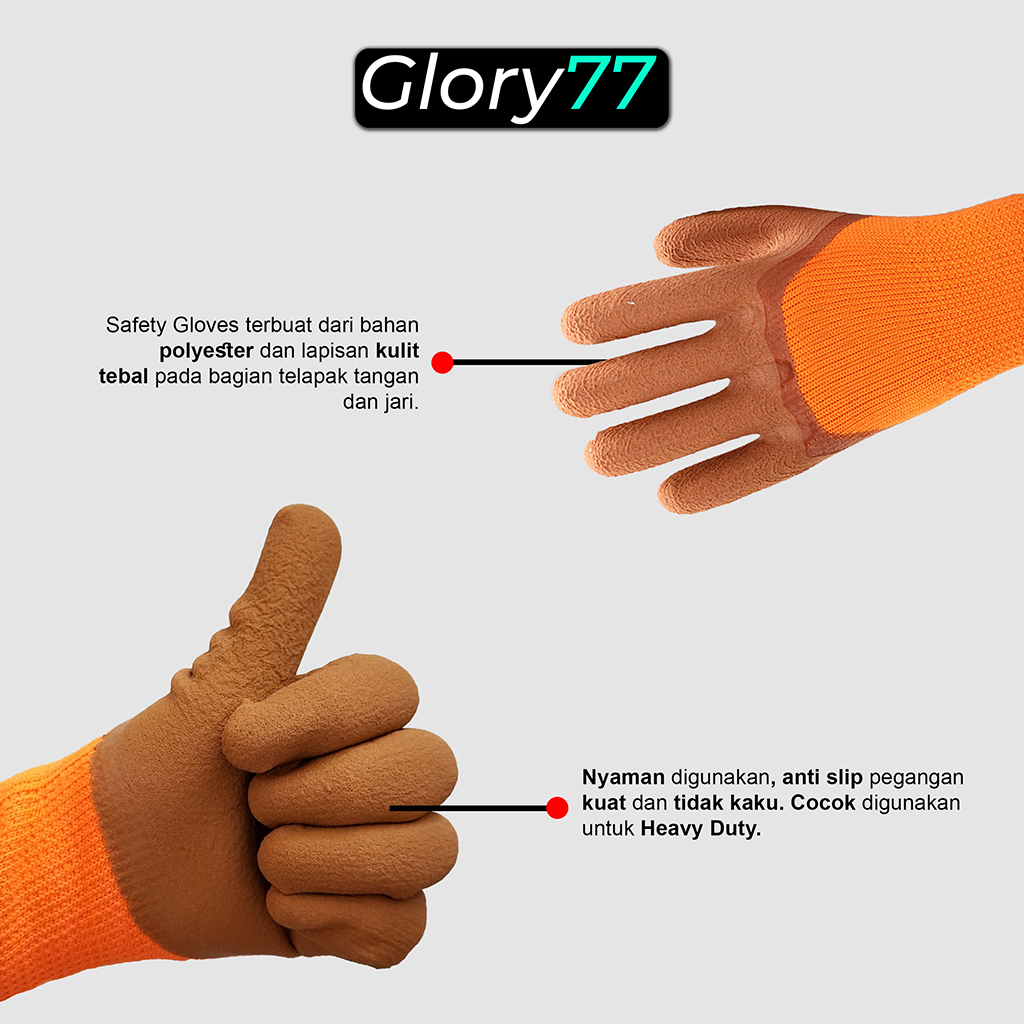 Glory77
Safety Gloves terbuat dari bahan
polyester dan lapisan kulit
tebal pada bagian telapak tangan
dan jari.
Nyaman digunakan, anti slip pegangan
kuat dan tidak kaku. Cocok digunakan
untuk Heavy Duty.